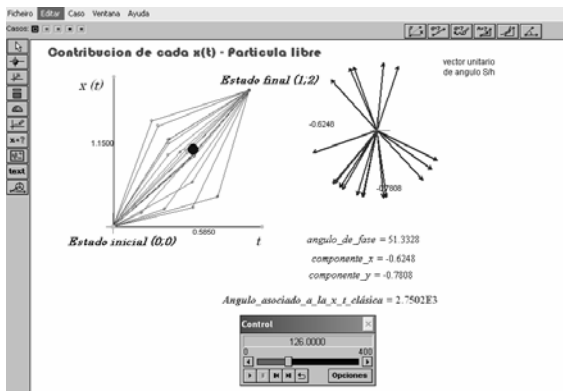 Ficheiro Editar Caso Ventana Ayuda
Casos:
Contribucion de cada x(t) - Particula libre
x (t)
Estado final (1;2)
vector unitario
de angulo S/h
1.1500
-0.6248
-0.7808
0.5850
Estado inicial (0;0)
t
angulo_de_fase = 51.3328
componente_x = -0.6248
componente_y = -0.7808
Angulo_asociado_a_la_x_t_clásica = 2.7502E3
x=?
text
Control
126.0000
0 400
Opciones